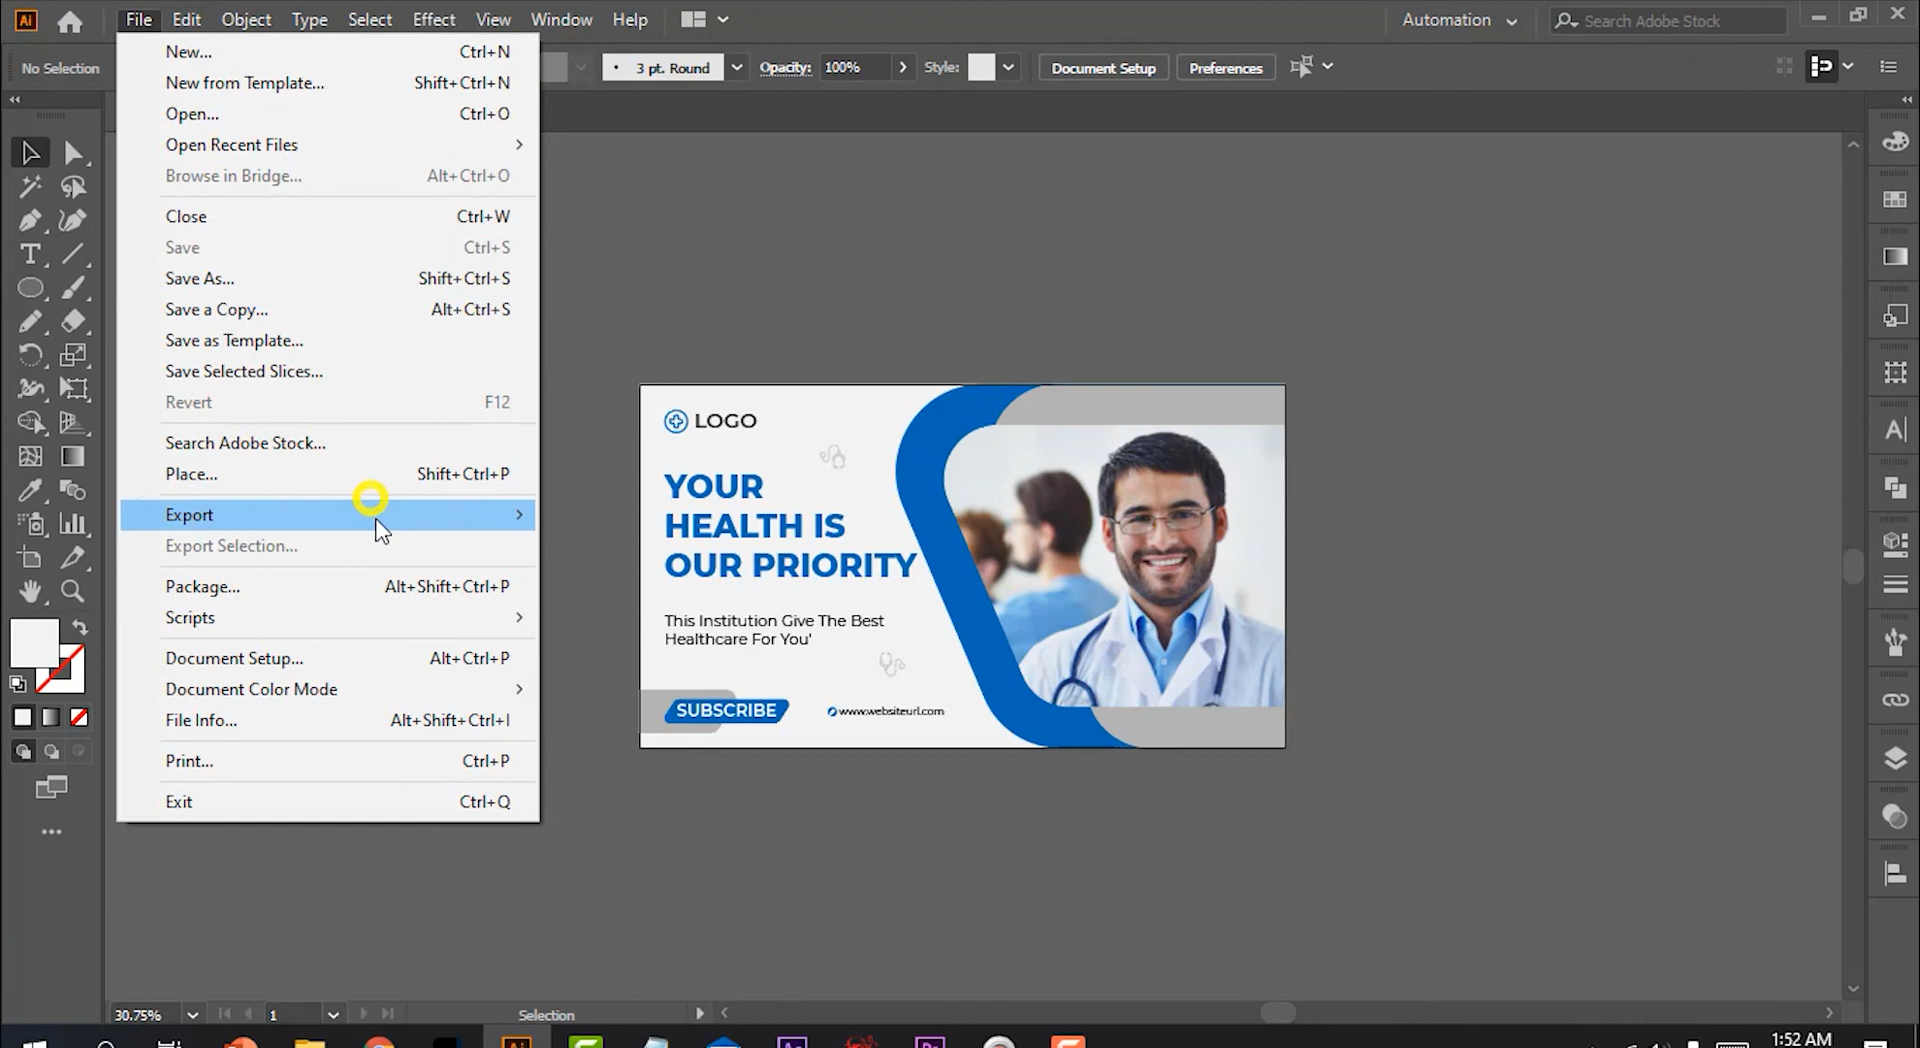 Ai
File Edit Object Type Select Effect View Window Help
Automation
Search Adobe Stock
No Selection
3 pt. Round
Opacity: 100%
Style:
Document Setup
Preferences
New... Ctrl+N
New from Template... Shift+Ctrl+N
Open... Ctrl+O
Open Recent Files
Browse in Bridge... Alt+Ctrl+O
Close Ctrl+W
Save Ctrl+S
Save As... Shift+Ctrl+S
Save a Copy... Alt+Ctrl+S
Save as Template...
Save Selected Slices...
Revert F12
Search Adobe Stock...
Place... Shift+Ctrl+P
Export
Export Selection...
Package... Alt+Shift+Ctrl+P
Scripts
Document Setup... Alt+Ctrl+P
Document Color Mode
File Info... Alt+Shift+Ctrl+I
Print... Ctrl+P
Exit Ctrl+Q
LOGO
YOUR
HEALTH IS
OUR PRIORITY
This Institution Give The Best
Healthcare For You'
SUBSCRIBE
www.websiteurl.com
30.75%
1
Selection
1:52 AM